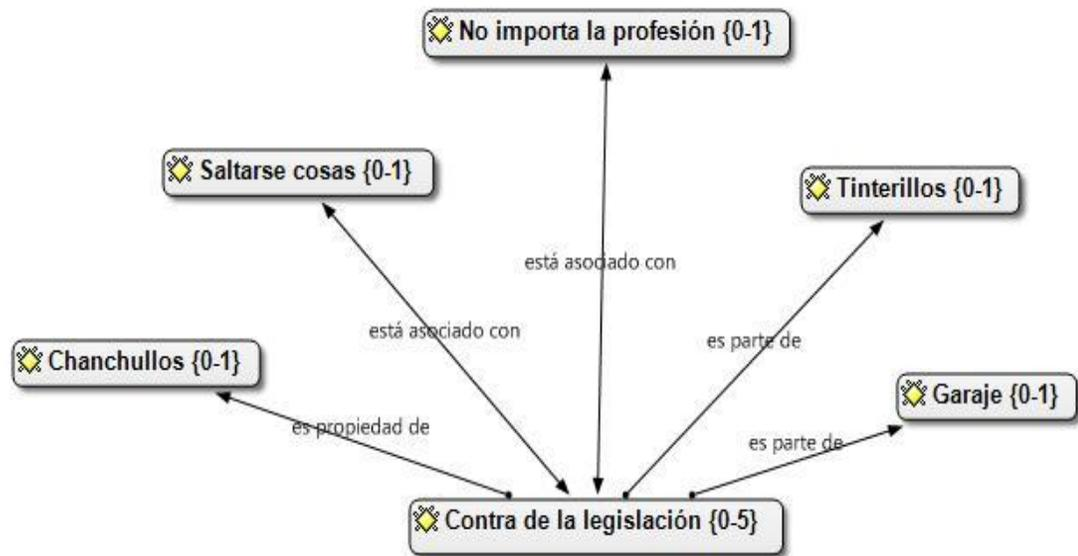 No importa la profesión {0-1}
Saltarse cosas {0-1}
Tinterillos {0-1}
está asociado con
está asociado con
es parte de
Chanchullos {0-1}
Garaje {0-1}
es propiedad de
es parte de
Contra de la legislación {0-5}